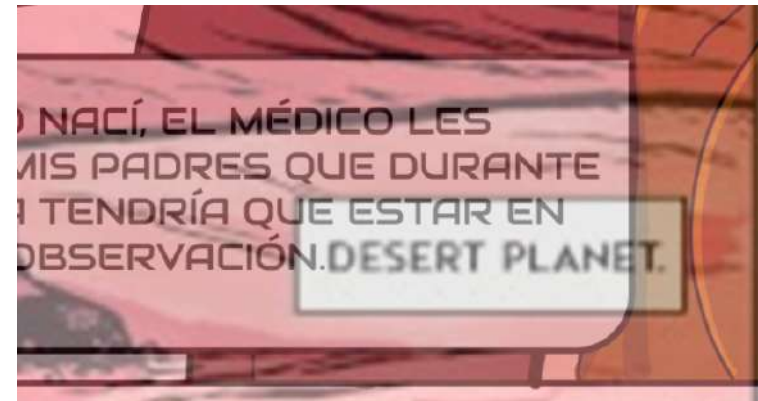 NACÍ, EL MÉDICO LES
MIS PADRES QUE DURANTE
TENDRÍA QUE ESTAR EN
OBSERVACIÓN.
DESERT PLANET.